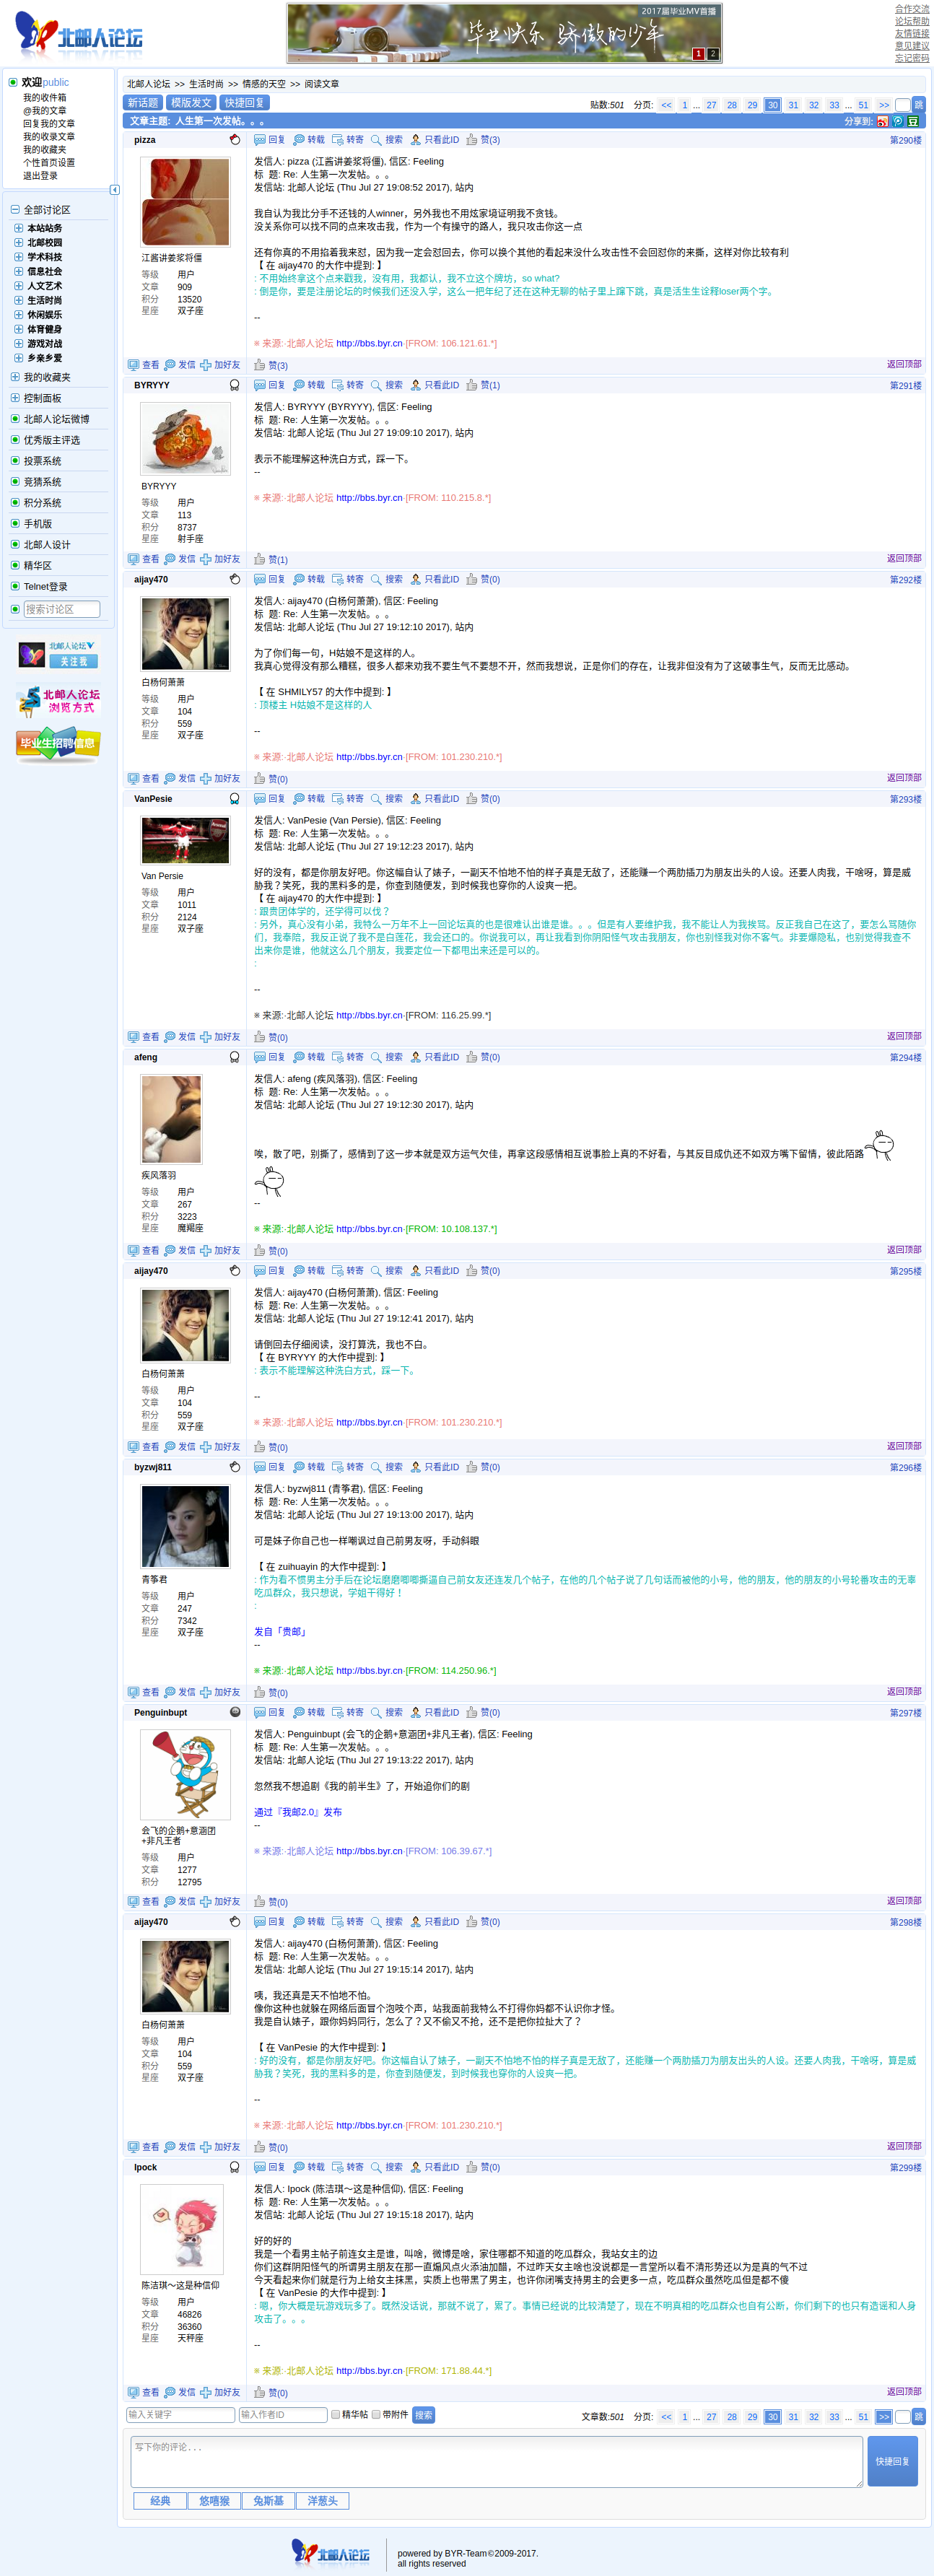 北邮人论坛
2017届毕业MV首播
毕业快乐 骄傲的少年
1 2
合作交流
论坛帮助
友情链接
意见建议
忘记密码
欢迎public
我的收件箱
@我的文章
回复我的文章
我的收录文章
我的收藏夹
个性首页设置
退出登录
全部讨论区
本站站务
北邮校园
学术科技
信息社会
人文艺术
生活时尚
休闲娱乐
体育健身
游戏对战
乡亲乡爱
我的收藏夹
控制面板
北邮人论坛微博
优秀版主评选
投票系统
竞猜系统
积分系统
手机版
北邮人设计
精华区
Telnet登录
搜索讨论区
北邮人论坛
关注我
北邮人论坛
浏览方式
毕业生招聘信息
北邮人论坛 >> 生活时尚 >> 情感的天空 >> 阅读文章
新话题 模版发文 快捷回复
贴数:501 分页: << 1 ... 27 28 29 30 31 32 33 ... 51 >> 跳
文章主题: 人生第一次发帖。。。
分享到:
pizza
回复 转载 转寄 搜索 只看此ID 赞(3)
第290楼
江酱讲姜浆将僵
等级 用户
文章 909
积分 13520
星座 双子座
发信人: pizza (江酱讲姜浆将僵), 信区: Feeling
标 题: Re: 人生第一次发帖。。。
发信站: 北邮人论坛 (Thu Jul 27 19:08:52 2017), 站内
我自认为我比分手不还钱的人winner，另外我也不用炫家境证明我不贪钱。
没关系你可以找不同的点来攻击我，作为一个有操守的路人，我只攻击你这一点
还有你真的不用掐着我来怼，因为我一定会怼回去，你可以换个其他的看起来没什么攻击性不会回怼你的来撕，这样对你比较有利
【 在 aijay470 的大作中提到: 】
: 不用始终拿这个点来戳我，没有用，我都认，我不立这个牌坊，so what?
: 倒是你，要是注册论坛的时候我们还没入学，这么一把年纪了还在这种无聊的帖子里上蹿下跳，真是活生生诠释loser两个字。
--
※ 来源:·北邮人论坛 http://bbs.byr.cn·[FROM: 106.121.61.*]
查看 发信 加好友 赞(3)
返回顶部
BYRYYY
回复 转载 转寄 搜索 只看此ID 赞(1)
第291楼
BYRYYY
等级 用户
文章 113
积分 8737
星座 射手座
发信人: BYRYYY (BYRYYY), 信区: Feeling
标 题: Re: 人生第一次发帖。。。
发信站: 北邮人论坛 (Thu Jul 27 19:09:10 2017), 站内
表示不能理解这种洗白方式，踩一下。
--
※ 来源:·北邮人论坛 http://bbs.byr.cn·[FROM: 110.215.8.*]
查看 发信 加好友 赞(1)
返回顶部
aijay470
回复 转载 转寄 搜索 只看此ID 赞(0)
第292楼
白杨何萧萧
等级 用户
文章 104
积分 559
星座 双子座
发信人: aijay470 (白杨何萧萧), 信区: Feeling
标 题: Re: 人生第一次发帖。。。
发信站: 北邮人论坛 (Thu Jul 27 19:12:10 2017), 站内
为了你们每一句，H姑娘不是这样的人。
我真心觉得没有那么糟糕，很多人都来劝我不要生气不要想不开，然而我想说，正是你们的存在，让我非但没有为了这破事生气，反而无比感动。
【 在 SHMILY57 的大作中提到: 】
: 顶楼主 H姑娘不是这样的人
--
※ 来源:·北邮人论坛 http://bbs.byr.cn·[FROM: 101.230.210.*]
查看 发信 加好友 赞(0)
返回顶部
VanPesie
回复 转载 转寄 搜索 只看此ID 赞(0)
第293楼
Van Persie
等级 用户
文章 1011
积分 2124
星座 双子座
发信人: VanPesie (Van Persie), 信区: Feeling
标 题: Re: 人生第一次发帖。。。
发信站: 北邮人论坛 (Thu Jul 27 19:12:23 2017), 站内
好的没有，都是你朋友好吧。你这幅自认了婊子，一副天不怕地不怕的样子真是无敌了，还能赚一个两肋插刀为朋友出头的人设。还要人肉我，干啥呀，算是威
胁我？笑死，我的黑料多的是，你查到随便发，到时候我也穿你的人设爽一把。
【 在 aijay470 的大作中提到: 】
: 跟贵团体学的，还学得可以伐？
: 另外，真心没有小弟，我特么一万年不上一回论坛真的也是很难认出谁是谁。。。但是有人要维护我，我不能让人为我挨骂。反正我自己在这了，要怎么骂随你
们，我奉陪，我反正说了我不是白莲花，我会还口的。你说我可以，再让我看到你阴阳怪气攻击我朋友，你也别怪我对你不客气。非要爆隐私，也别觉得我查不
出来你是谁，他就这么几个朋友，我要定位一下都甩出来还是可以的。
:
--
※ 来源:·北邮人论坛 http://bbs.byr.cn·[FROM: 116.25.99.*]
查看 发信 加好友 赞(0)
返回顶部
afeng
回复 转载 转寄 搜索 只看此ID 赞(0)
第294楼
疾风落羽
等级 用户
文章 267
积分 3223
星座 魔羯座
发信人: afeng (疾风落羽), 信区: Feeling
标 题: Re: 人生第一次发帖。。。
发信站: 北邮人论坛 (Thu Jul 27 19:12:30 2017), 站内
唉，散了吧，别撕了，感情到了这一步本就是双方运气欠佳，再拿这段感情相互说事脸上真的不好看，与其反目成仇还不如双方嘴下留情，彼此陌路
--
※ 来源:·北邮人论坛 http://bbs.byr.cn·[FROM: 10.108.137.*]
查看 发信 加好友 赞(0)
返回顶部
aijay470
回复 转载 转寄 搜索 只看此ID 赞(0)
第295楼
白杨何萧萧
等级 用户
文章 104
积分 559
星座 双子座
发信人: aijay470 (白杨何萧萧), 信区: Feeling
标 题: Re: 人生第一次发帖。。。
发信站: 北邮人论坛 (Thu Jul 27 19:12:41 2017), 站内
请倒回去仔细阅读，没打算洗，我也不白。
【 在 BYRYYY 的大作中提到: 】
: 表示不能理解这种洗白方式，踩一下。
--
※ 来源:·北邮人论坛 http://bbs.byr.cn·[FROM: 101.230.210.*]
查看 发信 加好友 赞(0)
返回顶部
byzwj811
回复 转载 转寄 搜索 只看此ID 赞(0)
第296楼
青筝君
等级 用户
文章 247
积分 7342
星座 双子座
发信人: byzwj811 (青筝君), 信区: Feeling
标 题: Re: 人生第一次发帖。。。
发信站: 北邮人论坛 (Thu Jul 27 19:13:00 2017), 站内
可是妹子你自己也一样嘲讽过自己前男友呀，手动斜眼
【 在 zuihuayin 的大作中提到: 】
: 作为看不惯男主分手后在论坛磨磨唧唧撕逼自己前女友还连发几个帖子，在他的几个帖子说了几句话而被他的小号，他的朋友，他的朋友的小号轮番攻击的无辜
吃瓜群众，我只想说，学姐干得好！
:
发自「贵邮」
--
※ 来源:·北邮人论坛 http://bbs.byr.cn·[FROM: 114.250.96.*]
查看 发信 加好友 赞(0)
返回顶部
Penguinbupt
回复 转载 转寄 搜索 只看此ID 赞(0)
第297楼
会飞的企鹅+意涵团
+非凡王者
等级 用户
文章 1277
积分 12795
发信人: Penguinbupt (会飞的企鹅+意涵团+非凡王者), 信区: Feeling
标 题: Re: 人生第一次发帖。。。
发信站: 北邮人论坛 (Thu Jul 27 19:13:22 2017), 站内
忽然我不想追剧《我的前半生》了，开始追你们的剧
通过『我邮2.0』发布
--
※ 来源:·北邮人论坛 http://bbs.byr.cn·[FROM: 106.39.67.*]
查看 发信 加好友 赞(0)
返回顶部
aijay470
回复 转载 转寄 搜索 只看此ID 赞(0)
第298楼
白杨何萧萧
等级 用户
文章 104
积分 559
星座 双子座
发信人: aijay470 (白杨何萧萧), 信区: Feeling
标 题: Re: 人生第一次发帖。。。
发信站: 北邮人论坛 (Thu Jul 27 19:15:14 2017), 站内
咦，我还真是天不怕地不怕。
像你这种也就躲在网络后面冒个泡吱个声，站我面前我特么不打得你妈都不认识你才怪。
我是自认婊子，跟你妈妈同行，怎么了？又不偷又不抢，还不是把你拉扯大了？
【 在 VanPesie 的大作中提到: 】
: 好的没有，都是你朋友好吧。你这幅自认了婊子，一副天不怕地不怕的样子真是无敌了，还能赚一个两肋插刀为朋友出头的人设。还要人肉我，干啥呀，算是威
胁我？笑死，我的黑料多的是，你查到随便发，到时候我也穿你的人设爽一把。
--
※ 来源:·北邮人论坛 http://bbs.byr.cn·[FROM: 101.230.210.*]
查看 发信 加好友 赞(0)
返回顶部
lpock
回复 转载 转寄 搜索 只看此ID 赞(0)
第299楼
陈洁琪～这是种信仰
等级 用户
文章 46826
积分 36360
星座 天秤座
发信人: lpock (陈洁琪～这是种信仰), 信区: Feeling
标 题: Re: 人生第一次发帖。。。
发信站: 北邮人论坛 (Thu Jul 27 19:15:18 2017), 站内
好的好的
我是一个看男主帖子前连女主是谁，叫啥，微博是啥，家住哪都不知道的吃瓜群众，我站女主的边
你们这群阴阳怪气的所谓男主朋友在那一直煽风点火添油加醋，不过昨天女主啥也没说都是一言堂所以看不清形势还以为是真的气不过
今天看起来你们就是行为上给女主抹黑，实质上也带黑了男主，也许你闭嘴支持男主的会更多一点，吃瓜群众虽然吃瓜但是都不傻
【 在 VanPesie 的大作中提到: 】
: 嗯，你大概是玩游戏玩多了。既然没话说，那就不说了，累了。事情已经说的比较清楚了，现在不明真相的吃瓜群众也自有公断，你们剩下的也只有造谣和人身
攻击了。。。
--
※ 来源:·北邮人论坛 http://bbs.byr.cn·[FROM: 171.88.44.*]
查看 发信 加好友 赞(0)
返回顶部
输入关键字 输入作者ID 精华帖 带附件 搜索
文章数:501 分页: << 1 ... 27 28 29 30 31 32 33 ... 51 >> 跳
写下你的评论...
快捷回复
经典 悠嘻猴 兔斯基 洋葱头
北邮人论坛
powered by BYR-Team©2009-2017.
all rights reserved